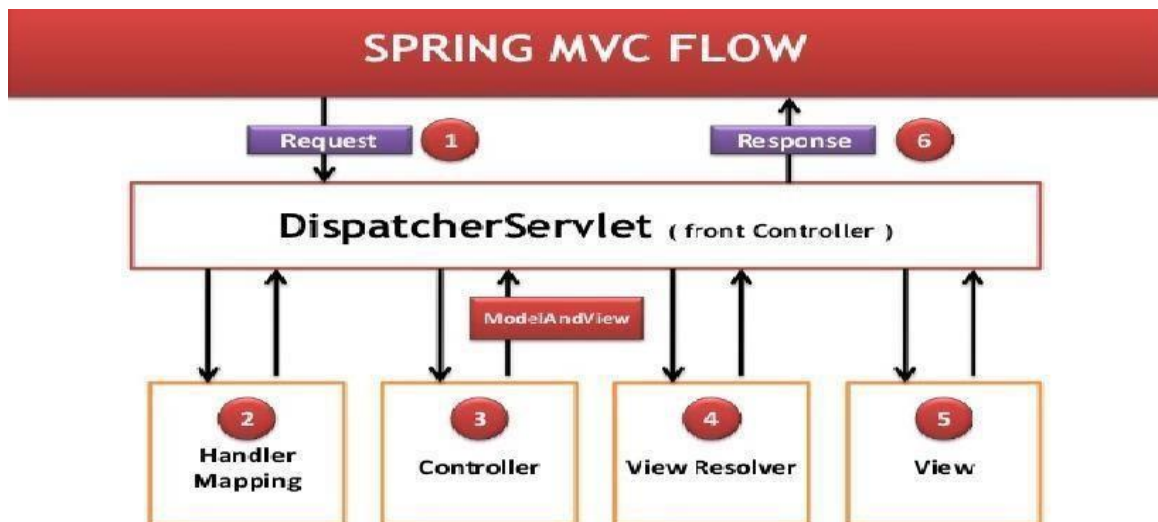 SPRING MVC FLOW
Request 1
Response 6
DispatcherServlet ( front Controller )
ModelAndView
2
Handler
Mapping
3
Controller
4
View Resolver
5
View